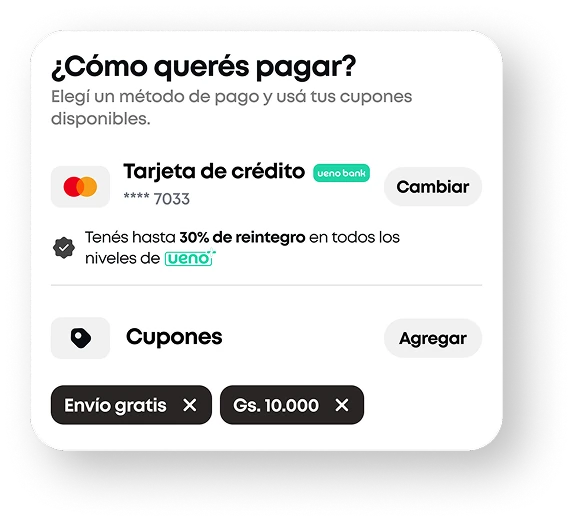 ¿Cómo querés pagar?
Elegí un método de pago y usá tus cupones
disponibles.
Tarjeta de crédito ueno bank
**** 7033
Cambiar
Tenés hasta 30% de reintegro en todos los
niveles de ueno
Cupones
Agregar
Envío gratis ✕
Gs. 10.000 ✕